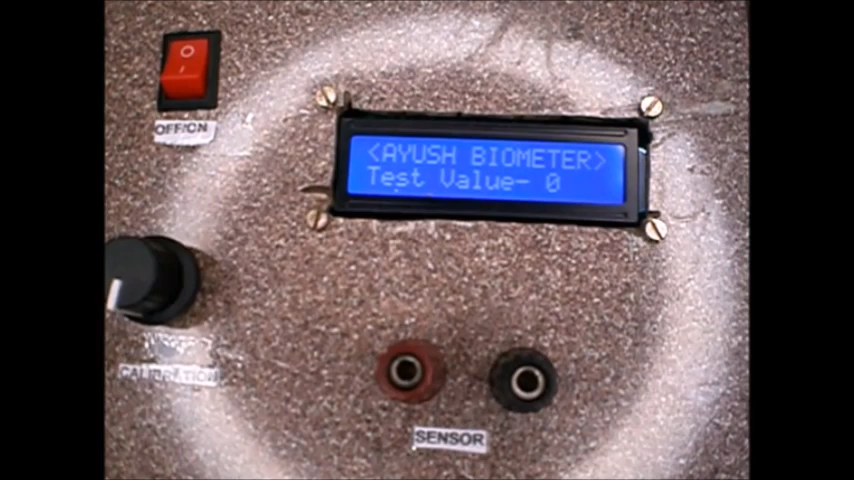 OFF/ON
<AYUSH BIOMETER>
Test Value- 0
CALIBRATION
SENSOR